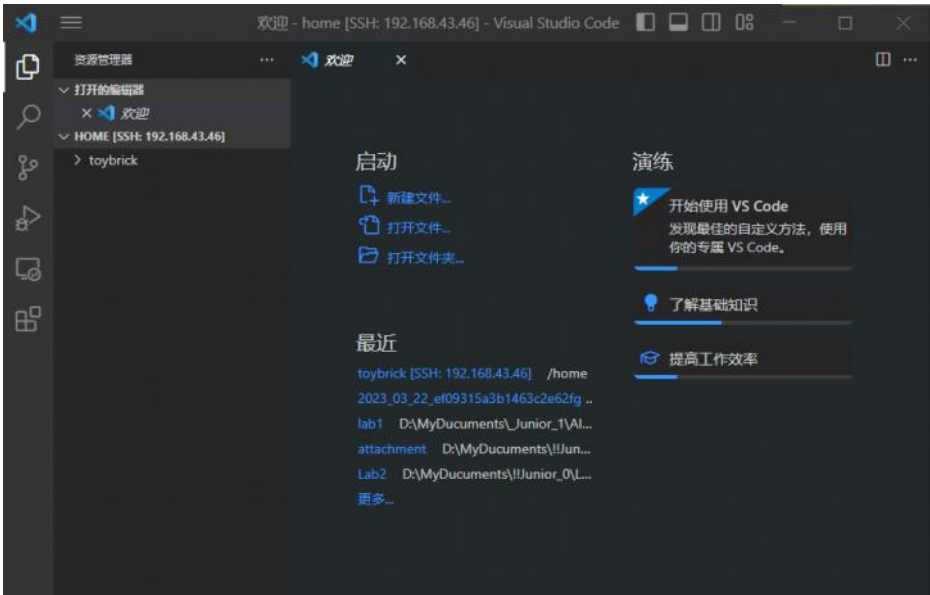 欢迎 - home [SSH: 192.168.43.46] - Visual Studio Code
资源管理器
欢迎
打开的编辑器
欢迎
HOME [SSH: 192.168.43.46]
toybrick
启动
新建文件...
打开文件...
打开文件夹...
最近
toybrick [SSH: 192.168.43.46] /home
2023_03_22_ef09315a3b1463c2e62fg ..
lab1 D:\MyDucuments\_Junior_1\AI...
attachment D:\MyDucuments\!!Jun...
Lab2 D:\MyDucuments\!!Junior_0\L...
更多...
演练
开始使用 VS Code
发现最佳的自定义方法，使用
你的专属 VS Code。
了解基础知识
提高工作效率